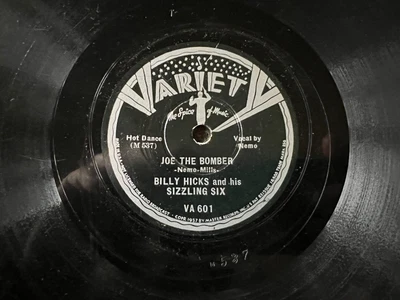 VARIETY
The Spice of Music
Hot Dance
(M 537)
Vocal by
Nemo
JOE THE BOMBER
-Nemo-Mills-
BILLY HICKS and his
SIZZLING SIX
VA 601